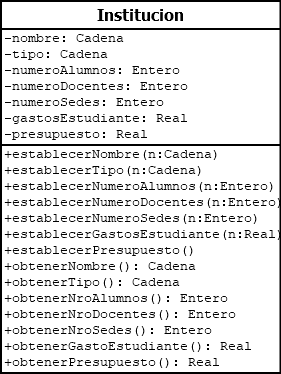 Institucion
-nombre: Cadena
-tipo: Cadena
-numeroAlumnos: Entero
-numeroDocentes: Entero
-numeroSedes: Entero
-gastosEstudiante: Real
-presupuesto: Real
+establecerNombre(n:Cadena)
+establecerTipo(n:Cadena)
+establecerNumeroAlumnos(n:Entero)
+establecerNumeroDocentes(n:Entero)
+establecerNumeroSedes(n:Entero)
+establecerGastosEstudiante(n:Real)
+establecerPresupuesto()
+obtenerNombre(): Cadena
+obtenerTipo(): Cadena
+obtenerNroAlumnos(): Entero
+obtenerNroDocentes(): Entero
+obtenerNroSedes(): Entero
+obtenerGastoEstudiante(): Real
+obtenerPresupuesto(): Real